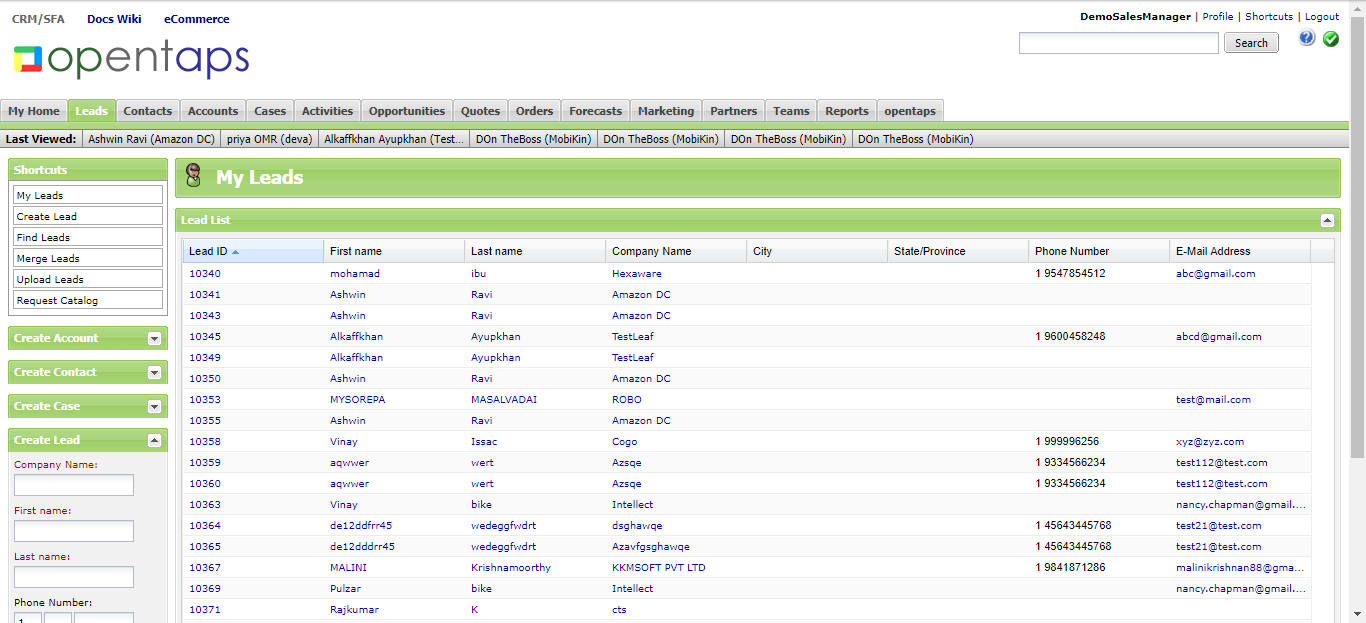 CRM/SFA Docs Wiki eCommerce
DemoSalesManager | Profile | Shortcuts | Logout
opentaps
Search
My Home Leads Contacts Accounts Cases Activities Opportunities Quotes Orders Forecasts Marketing Partners Teams Reports opentaps
Last Viewed: Ashwin Ravi (Amazon DC) priya OMR (deva) Alkaffkhan Ayupkhan (Test... DOn TheBoss (MobiKin) DOn TheBoss (MobiKin) DOn TheBoss (MobiKin) DOn TheBoss (MobiKin)
Shortcuts
My Leads
Create Lead
Find Leads
Merge Leads
Upload Leads
Request Catalog
Create Account
Create Contact
Create Case
Create Lead
Company Name:
First name:
Last name:
Phone Number:
1
My Leads
Lead List
Lead ID First name Last name Company Name City State/Province Phone Number E-Mail Address
10340 mohamad ibu Hexaware 1 9547854512 abc@gmail.com
10341 Ashwin Ravi Amazon DC
10343 Ashwin Ravi Amazon DC
10345 Alkaffkhan Ayupkhan TestLeaf 1 9600458248 abcd@gmail.com
10349 Alkaffkhan Ayupkhan TestLeaf
10350 Ashwin Ravi Amazon DC
10353 MYSOREPA MASALVADAI ROBO test@mail.com
10355 Ashwin Ravi Amazon DC
10358 Vinay Issac Cogo 1 999996256 xyz@zyz.com
10359 aqwwer wert Azsqe 1 9334566234 test112@test.com
10360 aqwwer wert Azsqe 1 9334566234 test112@test.com
10363 Vinay bike Intellect nancy.chapman@gmail....
10364 de12ddfrr45 wedeggfwdrt dsghawqe 1 45643445768 test21@test.com
10365 de12dddrr45 wedeggfwdrt Azavfgsghawqe 1 45643445768 test21@test.com
10367 MALINI Krishnamoorthy KKMSOFT PVT LTD 1 9841871286 malinikrishnan88@gma...
10369 Pulzar bike Intellect nancy.chapman@gmail....
10371 Rajkumar K cts